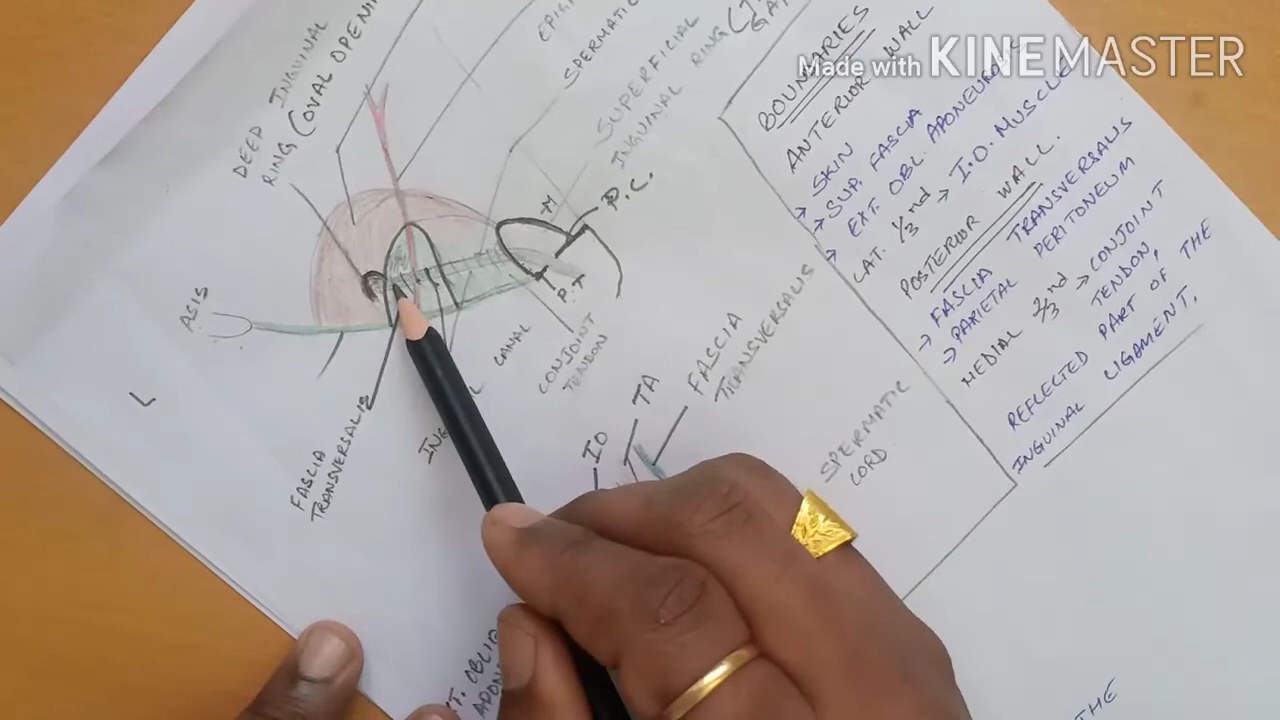 Made with KINEMASTER
DEEP INGUINAL
RING (OVAL OPENI
SPERMATIC
SUPERFICIAL
INGUINAL RING
M
P.C.
P.T
ASIS
CANAL
CONJOINT
TENDON
L
FASCIA
TRANSVERSALIS
IO
TA
FASCIA
TRANSVERSALIS
SPERMATIC
CORD
BOUNDARIES
ANTERIOR WALL
→ SKIN
→ SUP. FASCIA
→ EXT. OBL. APONEUROSIS
LAT. 1/3rd → I.O. MUSCLE
POSTERIOR WALL.
→ FASCIA TRANSVERSALIS
→ PARIETAL PERITONEUM
MEDIAL 2/3rd → CONJOINT
TENDON,
REFLECTED PART OF THE
INGUINAL LIGAMENT.
THE